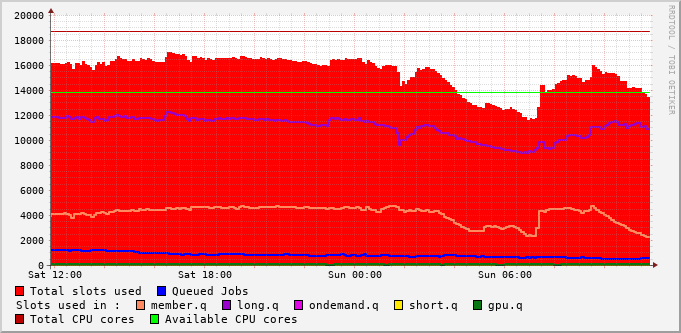 20000
18000
16000
14000
12000
10000
8000
6000
4000
2000
0
Sat 12:00 Sat 18:00 Sun 00:00 Sun 06:00
RRDTOOL / TOBI OETIKER
Total slots used Queued Jobs
Slots used in : member.q long.q ondemand.q short.q gpu.q
Total CPU cores Available CPU cores